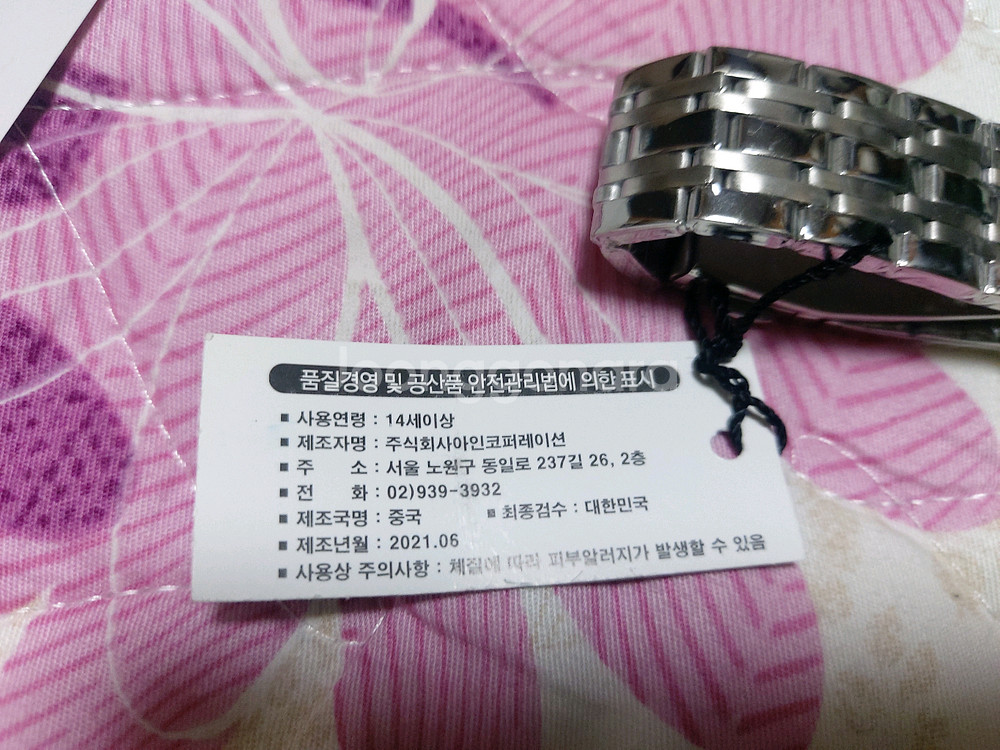 품질경영 및 공산품 안전관리법에 의한 표시
■ 사용연령 : 14세이상
■ 제조자명 : 주식회사아인코퍼레이션
■ 주 소 : 서울 노원구 동일로 237길 26, 2층
■ 전 화 : 02)939-3932
■ 제조국명 : 중국 ■ 최종검수 : 대한민국
■ 제조년월 : 2021.06
■ 사용상 주의사항 : 체질에 따라 피부알러지가 발생할 수 있음